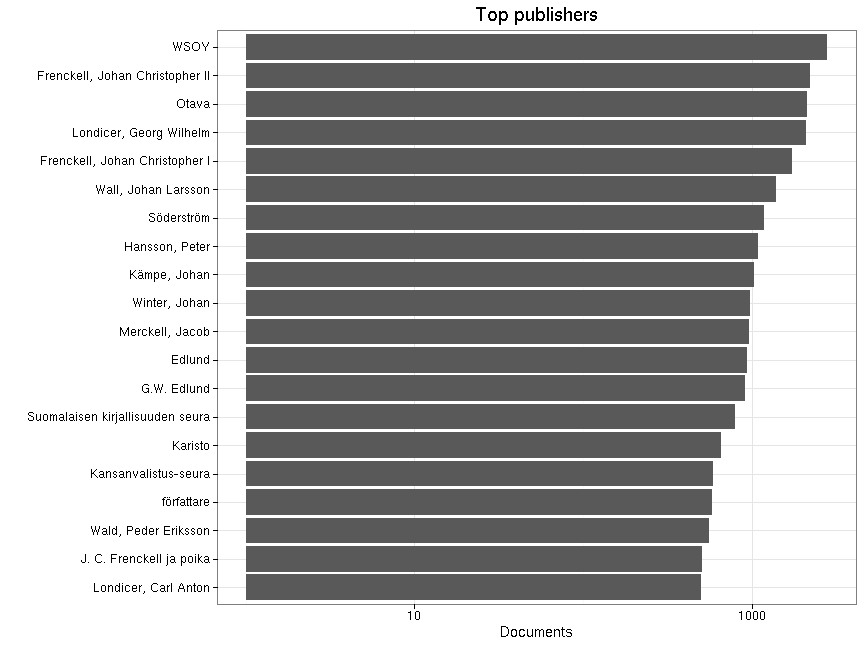 Top publishers
WSOY
Frenckell, Johan Christopher II
Otava
Londicer, Georg Wilhelm
Frenckell, Johan Christopher I
Wall, Johan Larsson
Söderström
Hansson, Peter
Kämpe, Johan
Winter, Johan
Merckell, Jacob
Edlund
G.W. Edlund
Suomalaisen kirjallisuuden seura
Karisto
Kansanvalistus-seura
författare
Wald, Peder Eriksson
J. C. Frenckell ja poika
Londicer, Carl Anton
10 1000
Documents